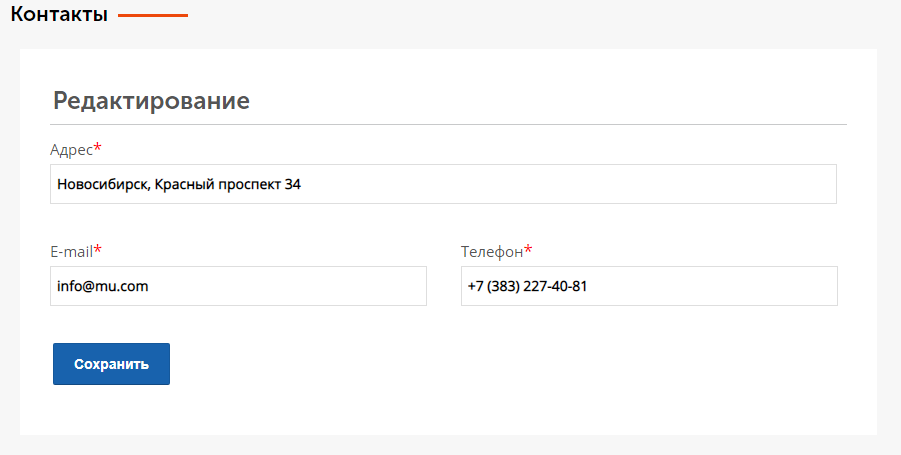 Контакты
Редактирование
Адрес*
Новосибирск, Красный проспект 34
E-mail* Телефон*
info@mu.com +7 (383) 227-40-81
Сохранить